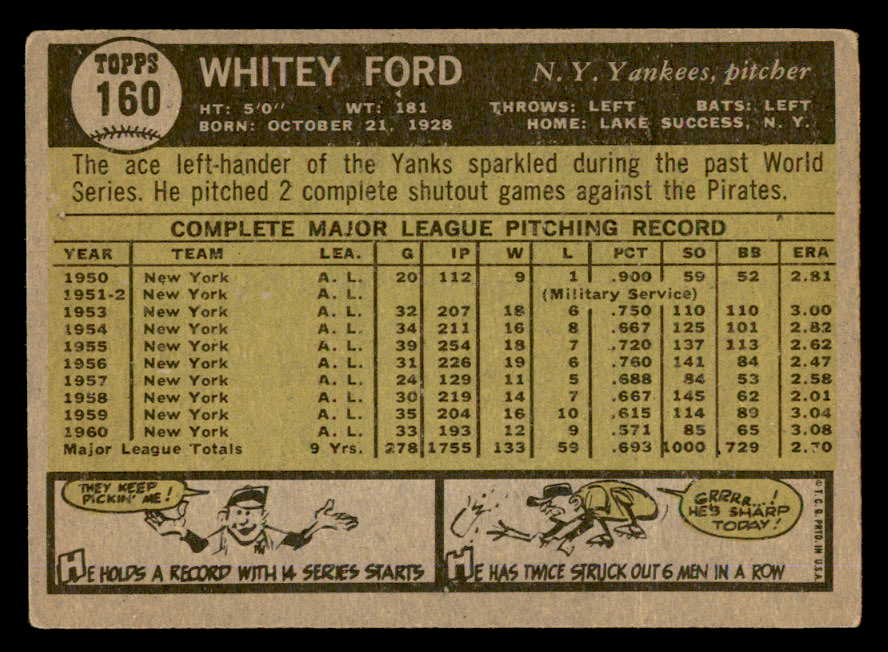 TOPPS
160
WHITEY FORD
N. Y. Yankees, pitcher
HT: 5'0" WT: 181 THROWS: LEFT BATS: LEFT
BORN: OCTOBER 21, 1928 HOME: LAKE SUCCESS, N. Y.
The ace left-hander of the Yanks sparkled during the past World
Series. He pitched 2 complete shutout games against the Pirates.
COMPLETE MAJOR LEAGUE PITCHING RECORD
YEAR TEAM LEA. G IP W L PCT SO BB ERA
1950 New York A. L. 20 112 9 1 .900 59 52 2.81
1951-2 New York A. L. (Military Service)
1953 New York A. L. 32 207 18 6 .750 110 110 3.00
1954 New York A. L. 34 211 16 8 .667 125 101 2.82
1955 New York A. L. 39 254 18 7 .720 137 113 2.62
1956 New York A. L. 31 226 19 6 .760 141 84 2.47
1957 New York A. L. 24 129 11 5 .688 84 53 2.58
1958 New York A. L. 30 219 14 7 .667 145 62 2.01
1959 New York A. L. 35 204 16 10 .615 114 89 3.04
1960 New York A. L. 33 193 12 9 .571 85 65 3.08
Major League Totals 9 Yrs. 278 1755 133 59 .693 1000 729 2.70
THEY KEEP
PICKIN' ME!
HE HOLDS A RECORD WITH 14 SERIES STARTS
GRRRR...!
HE'S SHARP
TODAY!
HE HAS TWICE STRUCK OUT 6 MEN IN A ROW
© T. C. G. PRTD. IN U.S.A.